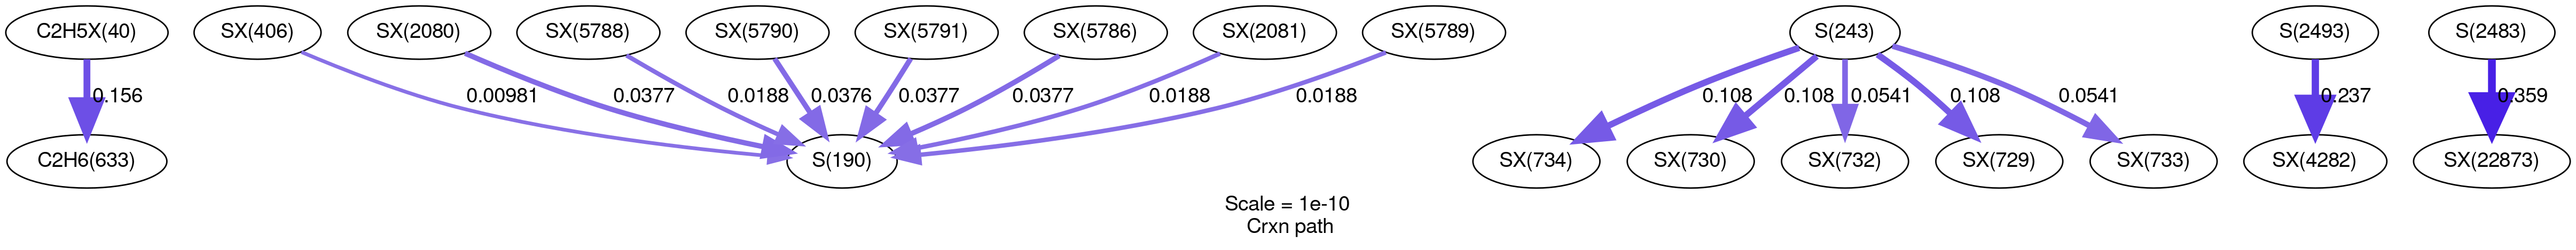 C2H5X(40)
SX(406)
SX(2080)
SX(5788)
SX(5790)
SX(5791)
SX(5786)
SX(2081)
SX(5789)
S(243)
S(2493)
S(2483)
0.156
0.00981
0.0377
0.0188
0.0376
0.0377
0.0377
0.0188
0.0188
0.108
0.108
0.0541
0.108
0.0541
0.237
0.359
C2H6(633)
S(190)
SX(734)
SX(730)
SX(732)
SX(729)
SX(733)
SX(4282)
SX(22873)
Scale = 1e-10
Crxn path